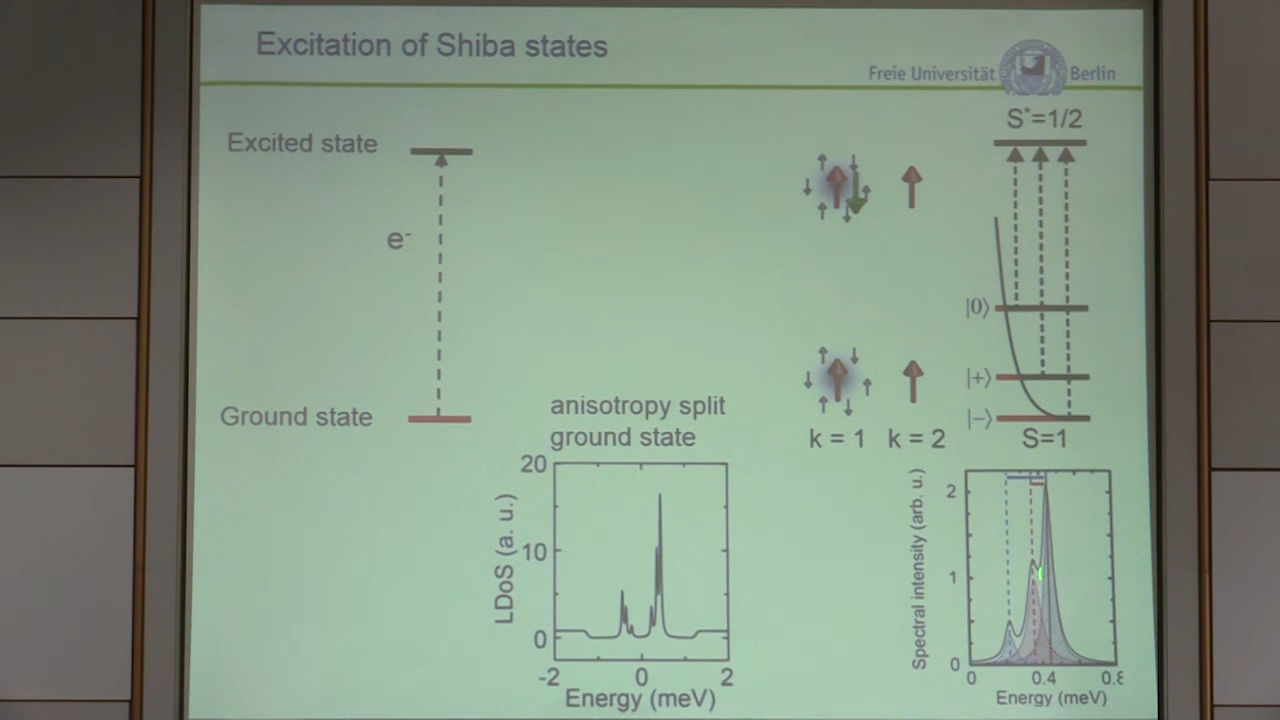 Excitation of Shiba states
Freie Universität Berlin
S*=1/2
Excited state
e-
|0⟩
|+⟩
Ground state
|−⟩
anisotropy split
ground state
k = 1 k = 2
S=1
LDoS (a. u.)
20
10
0
-2 0 2
Energy (meV)
Spectral intensity (arb. u.)
2
1
0
0 0.4 0.8
Energy (meV)